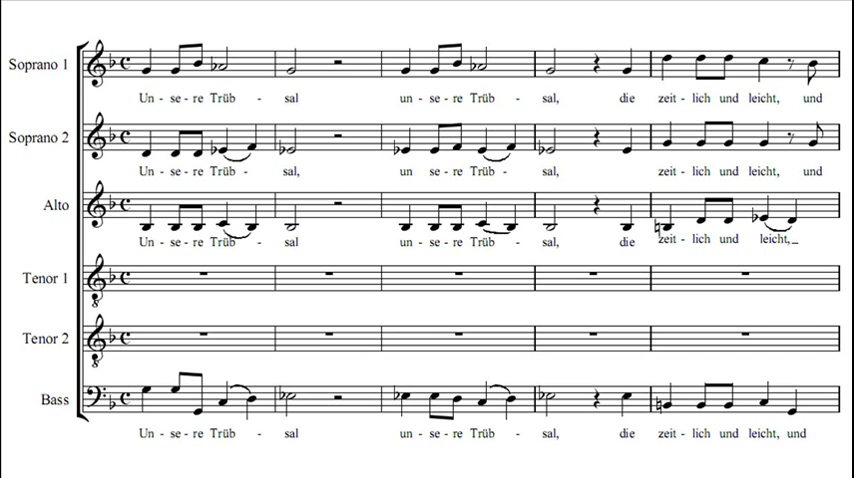 Soprano 1
Un - se - re Trüb - sal un - se - re Trüb - sal, die zeit - lich und leicht, und
Soprano 2
Un - se - re Trüb - sal, un se - re Trüb - sal, zeit - lich und leicht, und
Alto
Un - se - re Trüb - sal un - se - re Trüb - sal, die zeit - lich und leicht,_
Tenor 1
8
Tenor 2
8
Bass
Un - se - re Trüb - sal un - se - re Trüb - sal, die zeit - lich und leicht, und